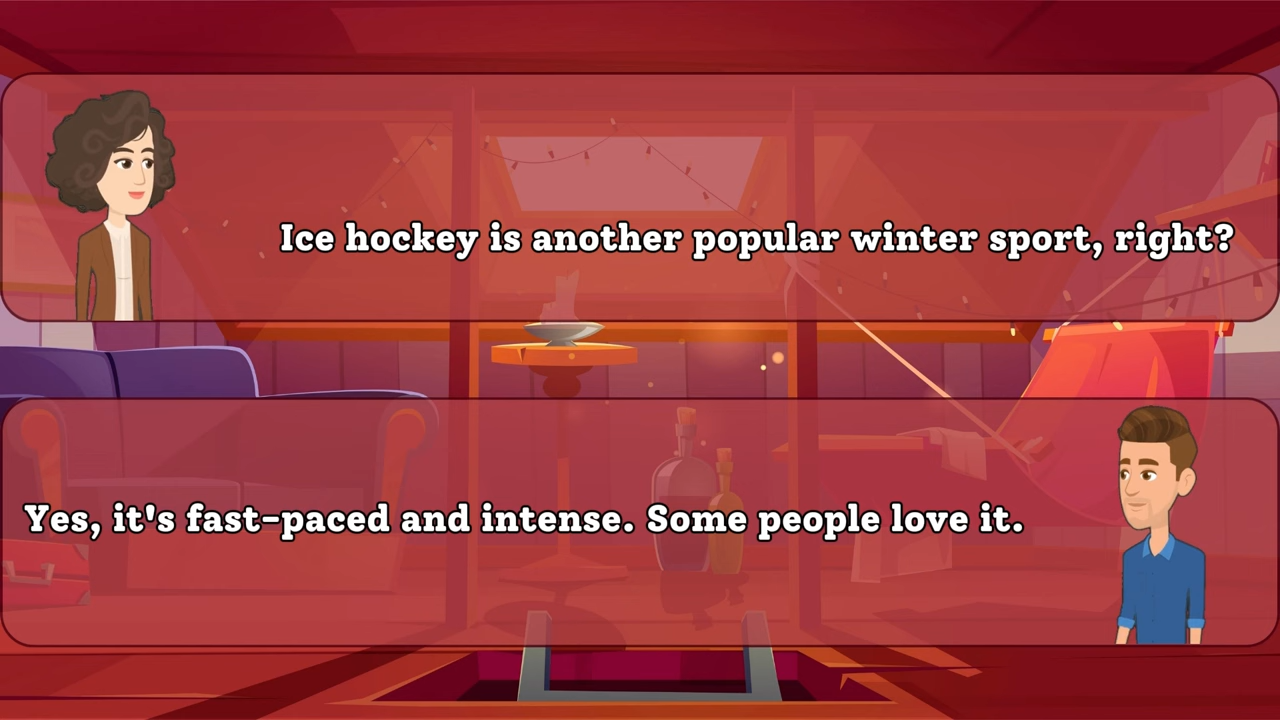 Ice hockey is another popular winter sport, right?
Yes, it's fast-paced and intense. Some people love it.